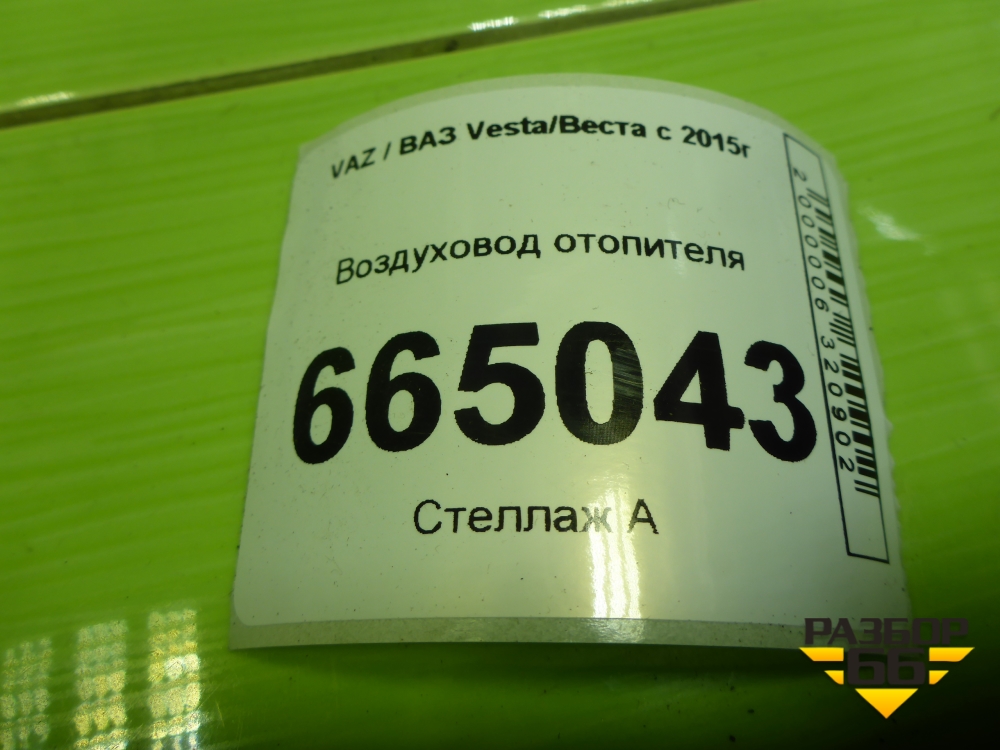 VAZ / ВАЗ Vesta/Веста с 2015г
Воздуховод отопителя
665043
Стеллаж А
2000006320902
РАЗБОР
66